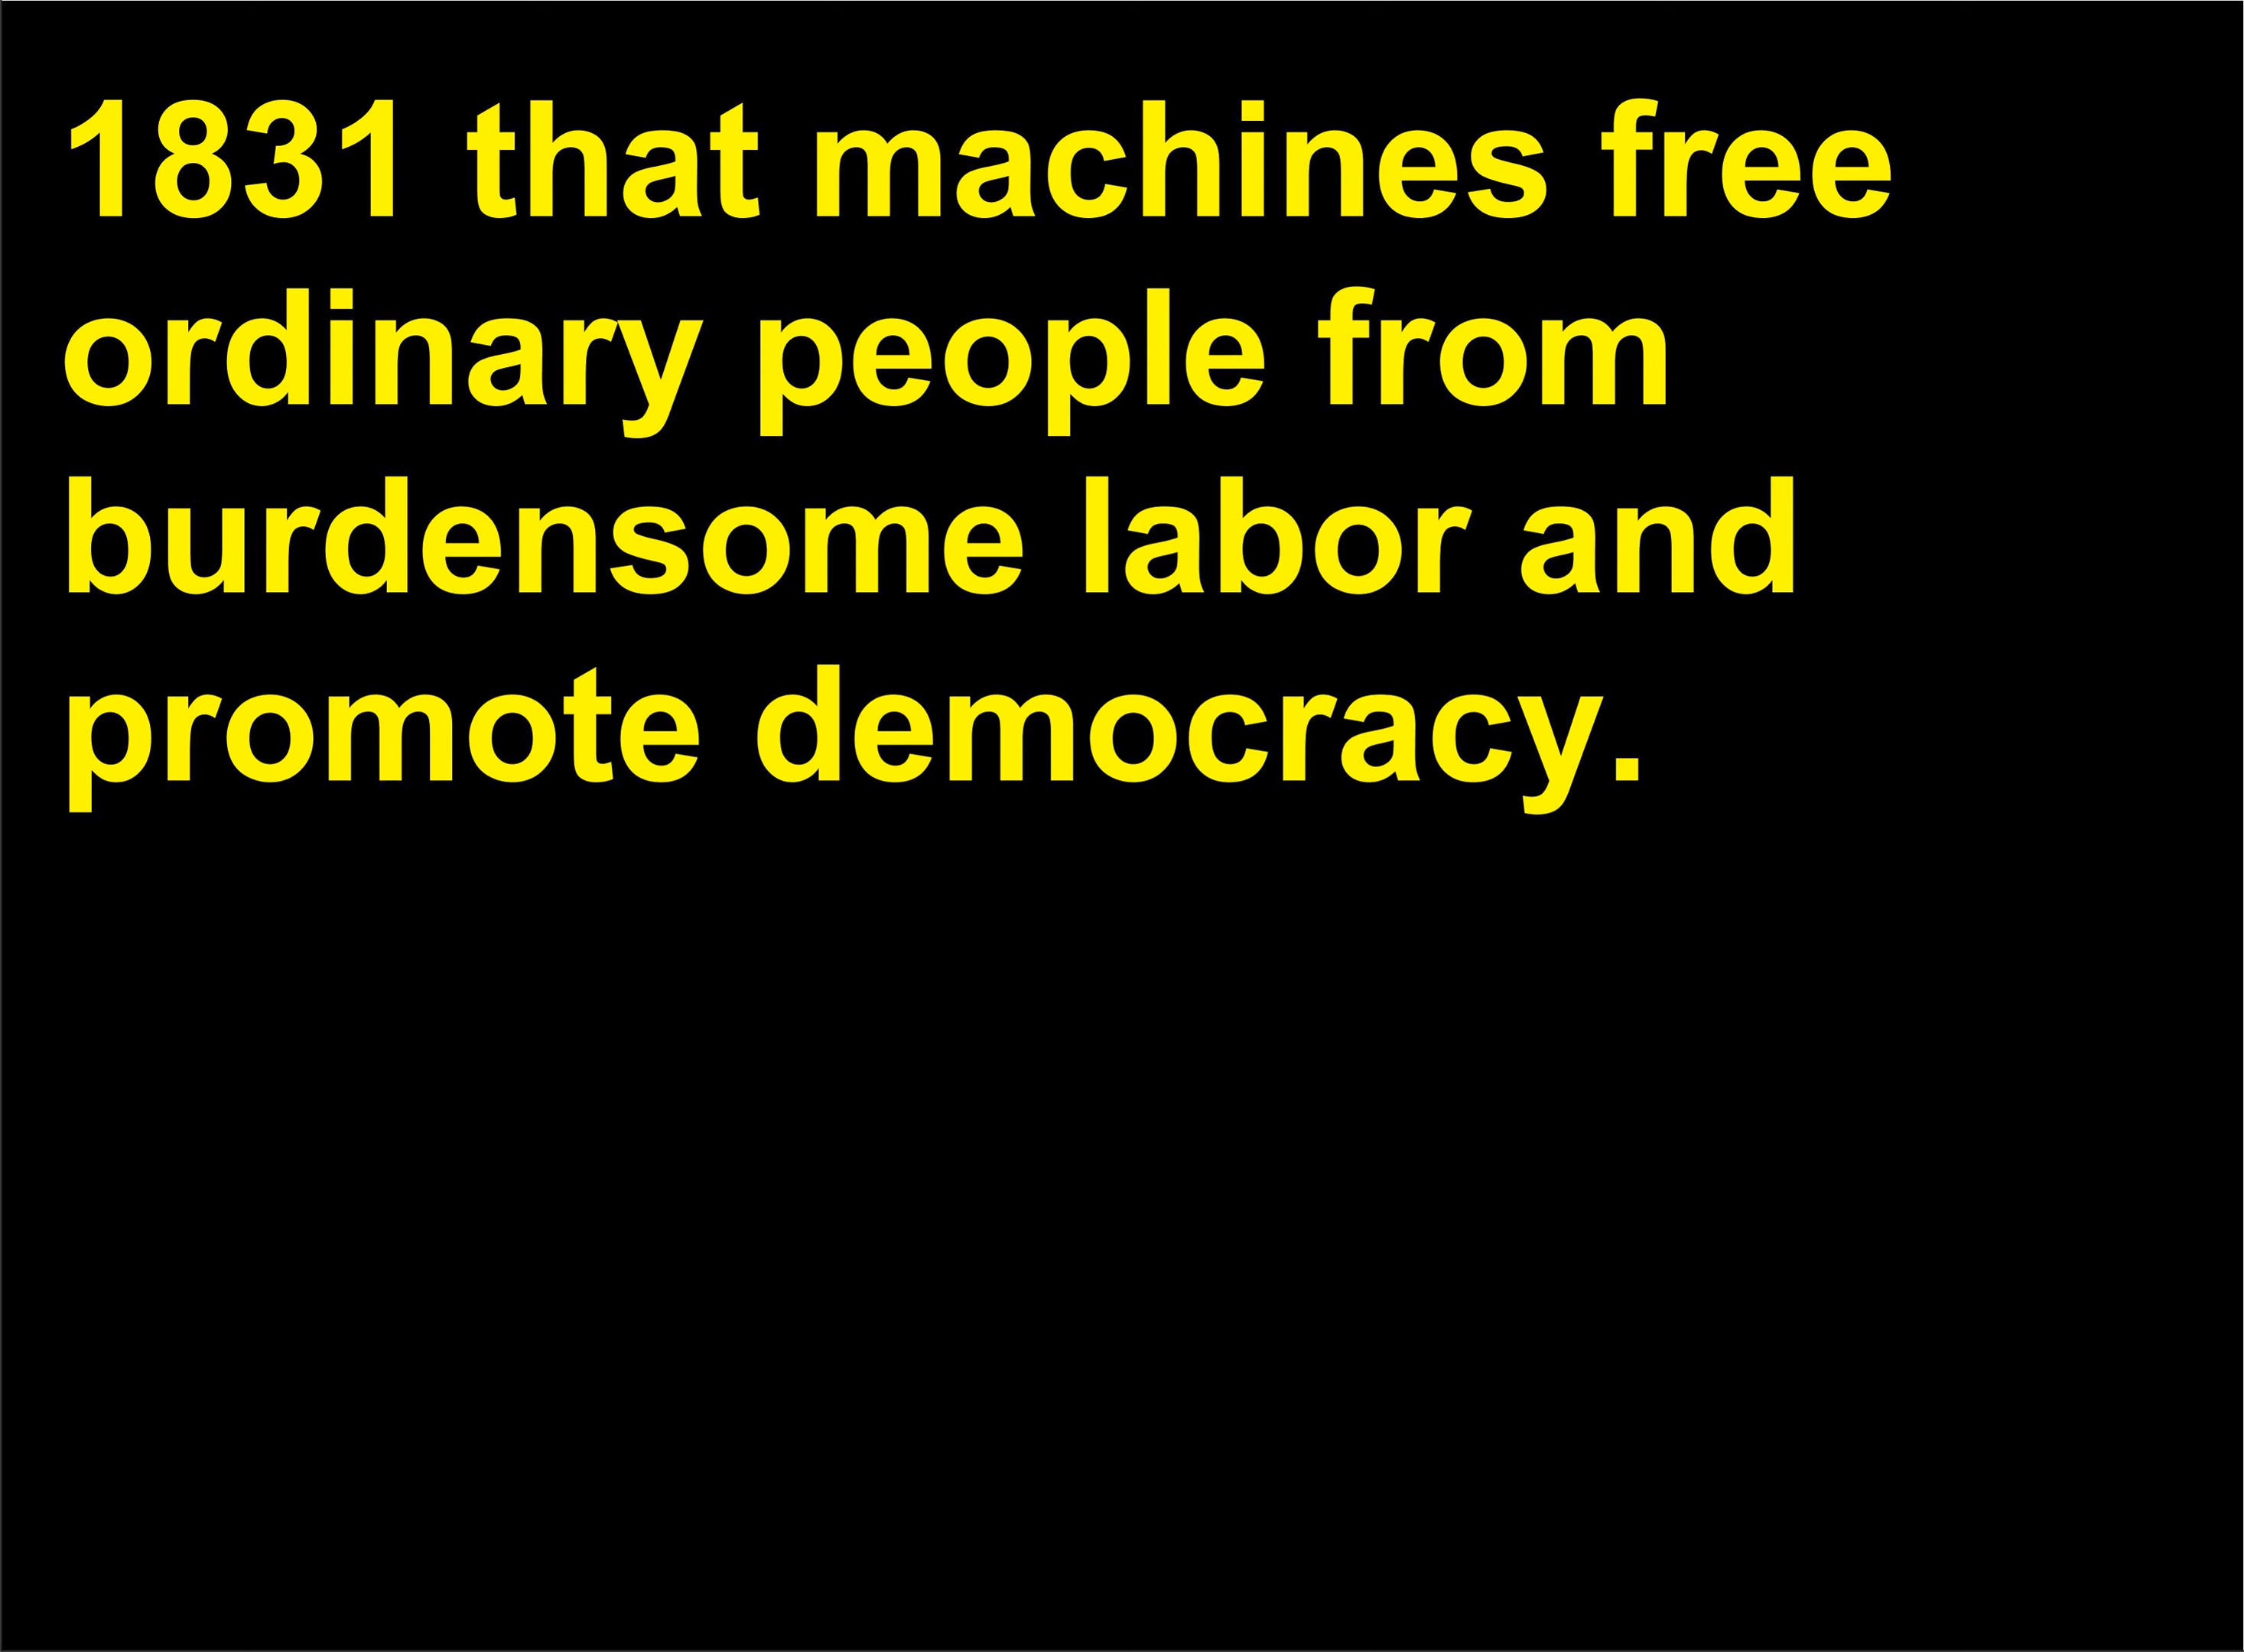 1831 that machines free
ordinary people from
burdensome labor and
promote democracy.